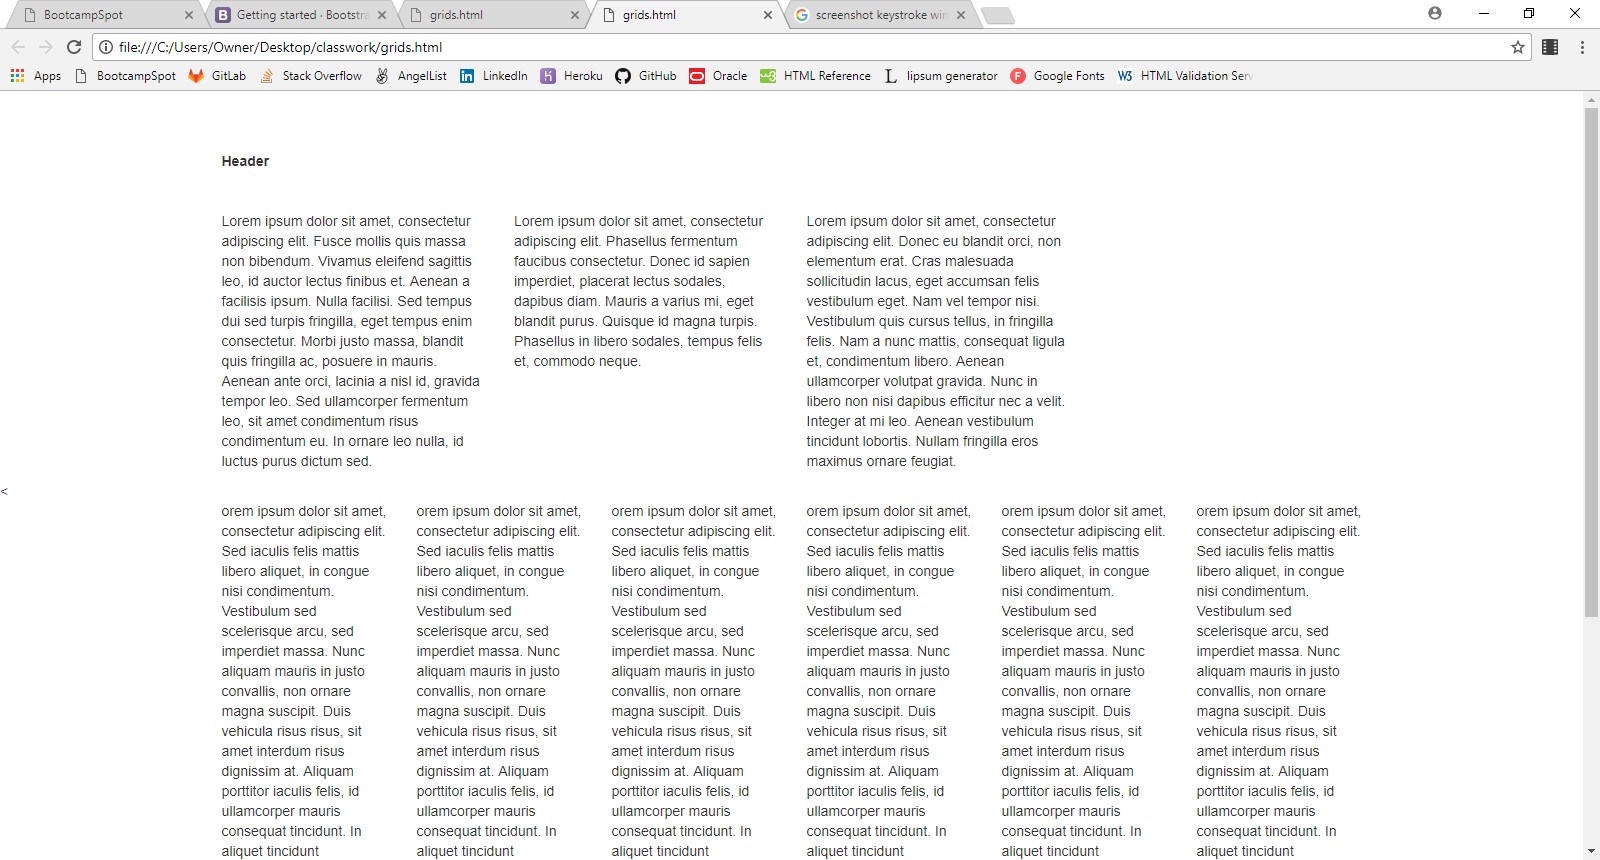 BootcampSpot
Getting started · Bootstra
grids.html
grids.html
screenshot keystroke win
file:///C:/Users/Owner/Desktop/classwork/grids.html
Apps
BootcampSpot
GitLab
Stack Overflow
AngelList
LinkedIn
Heroku
GitHub
Oracle
HTML Reference
lipsum generator
Google Fonts
HTML Validation Serv
Header
Lorem ipsum dolor sit amet, consectetur
adipiscing elit. Fusce mollis quis massa
non bibendum. Vivamus eleifend sagittis
leo, id auctor lectus finibus et. Aenean a
facilisis ipsum. Nulla facilisi. Sed tempus
dui sed turpis fringilla, eget tempus enim
consectetur. Morbi justo massa, blandit
quis fringilla ac, posuere in mauris.
Aenean ante orci, lacinia a nisl id, gravida
tempor leo. Sed ullamcorper fermentum
leo, sit amet condimentum risus
condimentum eu. In ornare leo nulla, id
luctus purus dictum sed.
Lorem ipsum dolor sit amet, consectetur
adipiscing elit. Phasellus fermentum
faucibus consectetur. Donec id sapien
imperdiet, placerat lectus sodales,
dapibus diam. Mauris a varius mi, eget
blandit purus. Quisque id magna turpis.
Phasellus in libero sodales, tempus felis
et, commodo neque.
Lorem ipsum dolor sit amet, consectetur
adipiscing elit. Donec eu blandit orci, non
elementum erat. Cras malesuada
sollicitudin lacus, eget accumsan felis
vestibulum eget. Nam vel tempor nisi.
Vestibulum quis cursus tellus, in fringilla
felis. Nam a nunc mattis, consequat ligula
et, condimentum libero. Aenean
ullamcorper volutpat gravida. Nunc in
libero non nisi dapibus efficitur nec a velit.
Integer at mi leo. Aenean vestibulum
tincidunt lobortis. Nullam fringilla eros
maximus ornare feugiat.
<
orem ipsum dolor sit amet,
consectetur adipiscing elit.
Sed iaculis felis mattis
libero aliquet, in congue
nisi condimentum.
Vestibulum sed
scelerisque arcu, sed
imperdiet massa. Nunc
aliquam mauris in justo
convallis, non ornare
magna suscipit. Duis
vehicula risus risus, sit
amet interdum risus
dignissim at. Aliquam
porttitor iaculis felis, id
ullamcorper mauris
consequat tincidunt. In
aliquet tincidunt
orem ipsum dolor sit amet,
consectetur adipiscing elit.
Sed iaculis felis mattis
libero aliquet, in congue
nisi condimentum.
Vestibulum sed
scelerisque arcu, sed
imperdiet massa. Nunc
aliquam mauris in justo
convallis, non ornare
magna suscipit. Duis
vehicula risus risus, sit
amet interdum risus
dignissim at. Aliquam
porttitor iaculis felis, id
ullamcorper mauris
consequat tincidunt. In
aliquet tincidunt
orem ipsum dolor sit amet,
consectetur adipiscing elit.
Sed iaculis felis mattis
libero aliquet, in congue
nisi condimentum.
Vestibulum sed
scelerisque arcu, sed
imperdiet massa. Nunc
aliquam mauris in justo
convallis, non ornare
magna suscipit. Duis
vehicula risus risus, sit
amet interdum risus
dignissim at. Aliquam
porttitor iaculis felis, id
ullamcorper mauris
consequat tincidunt. In
aliquet tincidunt
orem ipsum dolor sit amet,
consectetur adipiscing elit.
Sed iaculis felis mattis
libero aliquet, in congue
nisi condimentum.
Vestibulum sed
scelerisque arcu, sed
imperdiet massa. Nunc
aliquam mauris in justo
convallis, non ornare
magna suscipit. Duis
vehicula risus risus, sit
amet interdum risus
dignissim at. Aliquam
porttitor iaculis felis, id
ullamcorper mauris
consequat tincidunt. In
aliquet tincidunt
orem ipsum dolor sit amet,
consectetur adipiscing elit.
Sed iaculis felis mattis
libero aliquet, in congue
nisi condimentum.
Vestibulum sed
scelerisque arcu, sed
imperdiet massa. Nunc
aliquam mauris in justo
convallis, non ornare
magna suscipit. Duis
vehicula risus risus, sit
amet interdum risus
dignissim at. Aliquam
porttitor iaculis felis, id
ullamcorper mauris
consequat tincidunt. In
aliquet tincidunt
orem ipsum dolor sit amet,
consectetur adipiscing elit.
Sed iaculis felis mattis
libero aliquet, in congue
nisi condimentum.
Vestibulum sed
scelerisque arcu, sed
imperdiet massa. Nunc
aliquam mauris in justo
convallis, non ornare
magna suscipit. Duis
vehicula risus risus, sit
amet interdum risus
dignissim at. Aliquam
porttitor iaculis felis, id
ullamcorper mauris
consequat tincidunt. In
aliquet tincidunt